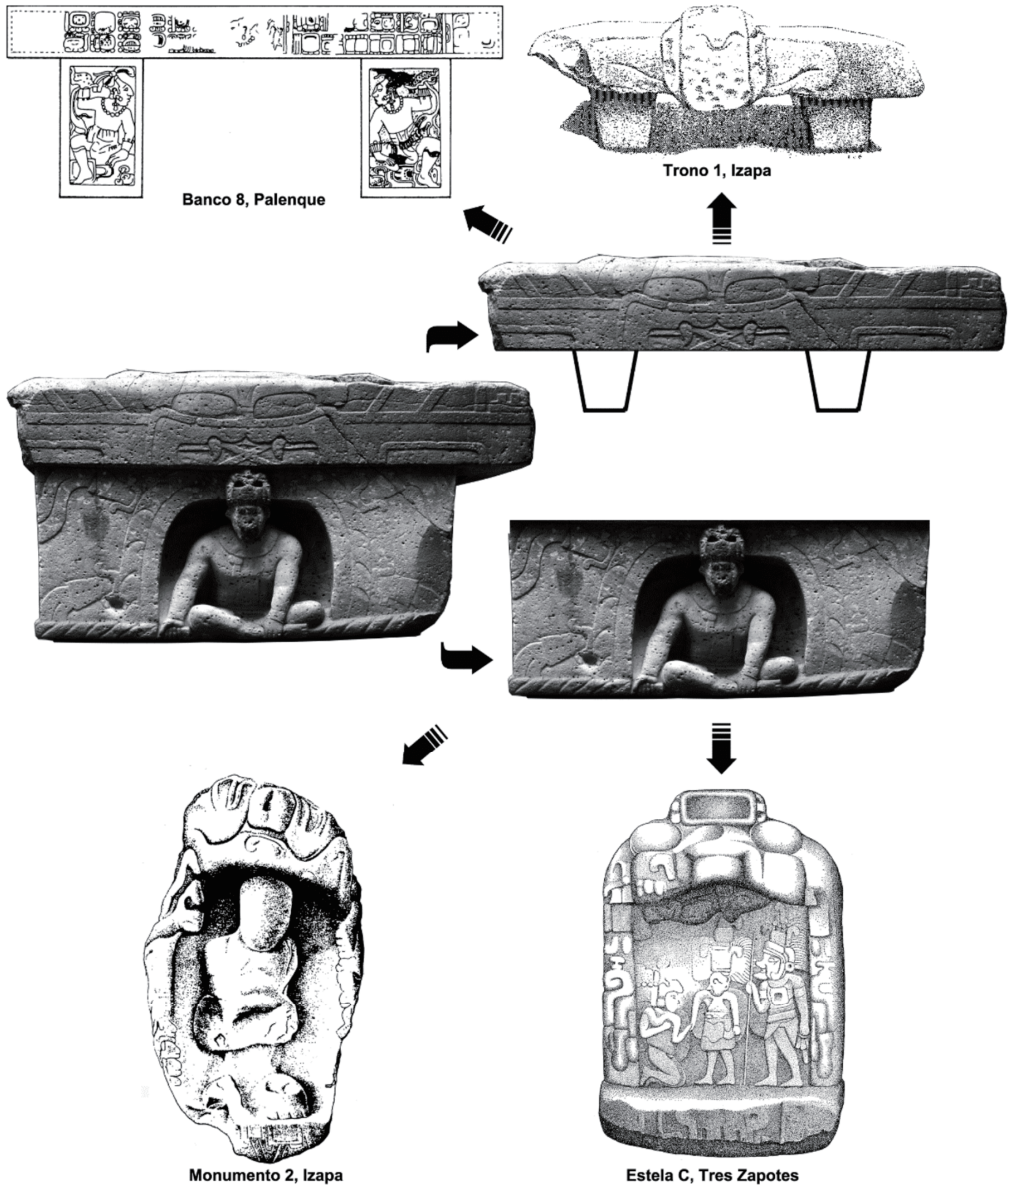 Banco 8, Palenque
Trono 1, Izapa
Monumento 2, Izapa
Estela C, Tres Zapotes